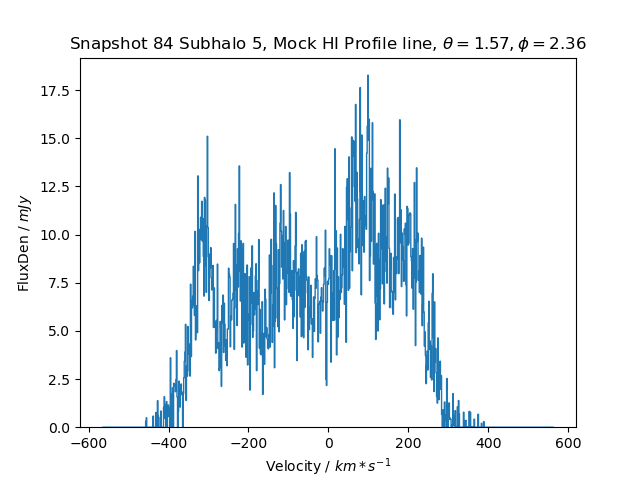 Snapshot 84 Subhalo 5, Mock HI Profile line, θ = 1.57, ϕ = 2.36
17.5
15.0
12.5
10.0
7.5
5.0
2.5
0.0
FluxDen / mJy
−600 −400 −200 0 200 400 600
Velocity / km * s⁻¹